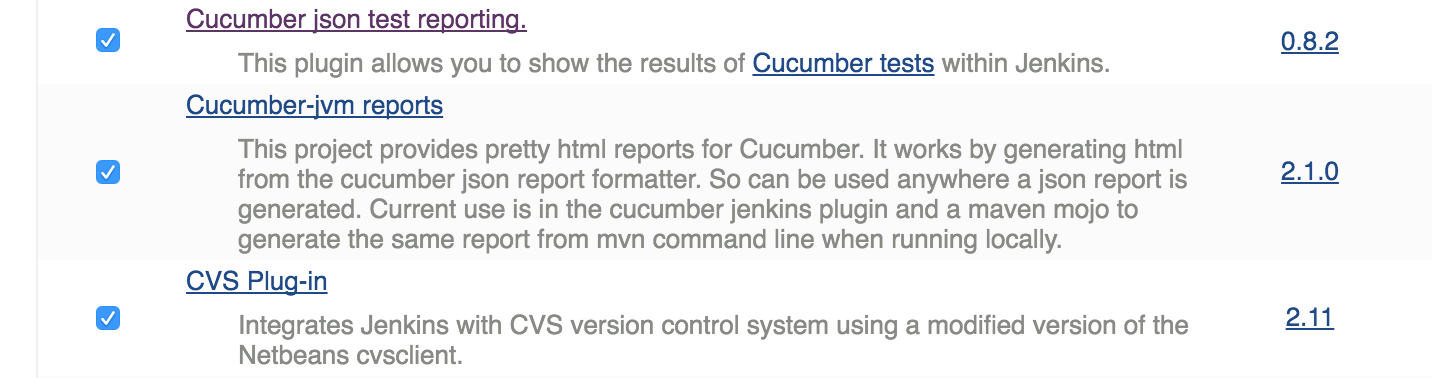 Cucumber json test reporting.
This plugin allows you to show the results of Cucumber tests within Jenkins.
0.8.2
Cucumber-jvm reports
This project provides pretty html reports for Cucumber. It works by generating html
from the cucumber json report formatter. So can be used anywhere a json report is
generated. Current use is in the cucumber jenkins plugin and a maven mojo to
generate the same report from mvn command line when running locally.
2.1.0
CVS Plug-in
Integrates Jenkins with CVS version control system using a modified version of the
Netbeans cvsclient.
2.11